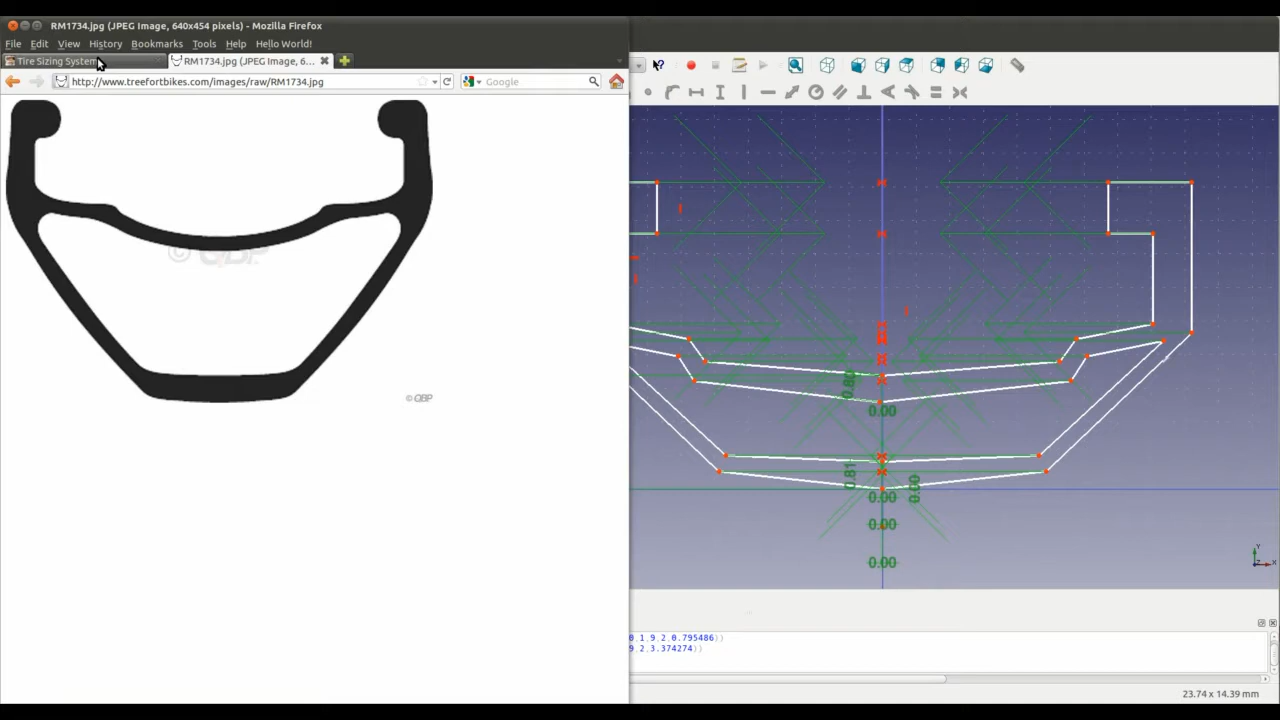 RM1734.jpg (JPEG Image, 640x454 pixels) - Mozilla Firefox
File Edit View History Bookmarks Tools Help Hello World!
Tire Sizing System
RM1734.jpg (JPEG Image, 6...
http://www.treefortbikes.com/images/raw/RM1734.jpg
Google
© QBP
© QBP
0.80
0.00
0.81
0.00
0.00
0.00
0.00
0,1,9,2,0.795486))
9,2,3.374274))
Y
Z
X
23.74 x 14.39 mm